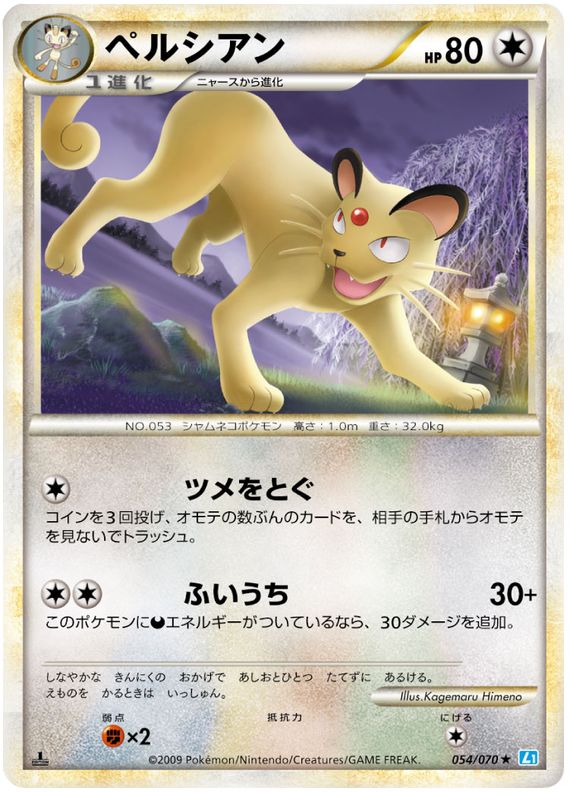 ペルシアン
HP 80
1進化
ニャースから進化
NO.053 シャムネコポケモン 高さ：1.0m 重さ：32.0kg
ツメをとぐ
コインを3回投げ、オモテの数ぶんのカードを、相手の手札からオモテ
を見ないでトラッシュ。
ふいうち 30+
このポケモンにエネルギーがついているなら、30ダメージを追加。
しなやかな きんにくの おかげで あしおとひとつ たてずに あるける。
えものを かるときは いっしゅん。
Illus.Kagemaru Himeno
弱点 抵抗力 にげる
×2
1 EDITION
©2009 Pokémon/Nintendo/Creatures/GAME FREAK.
054/070 ★ L1